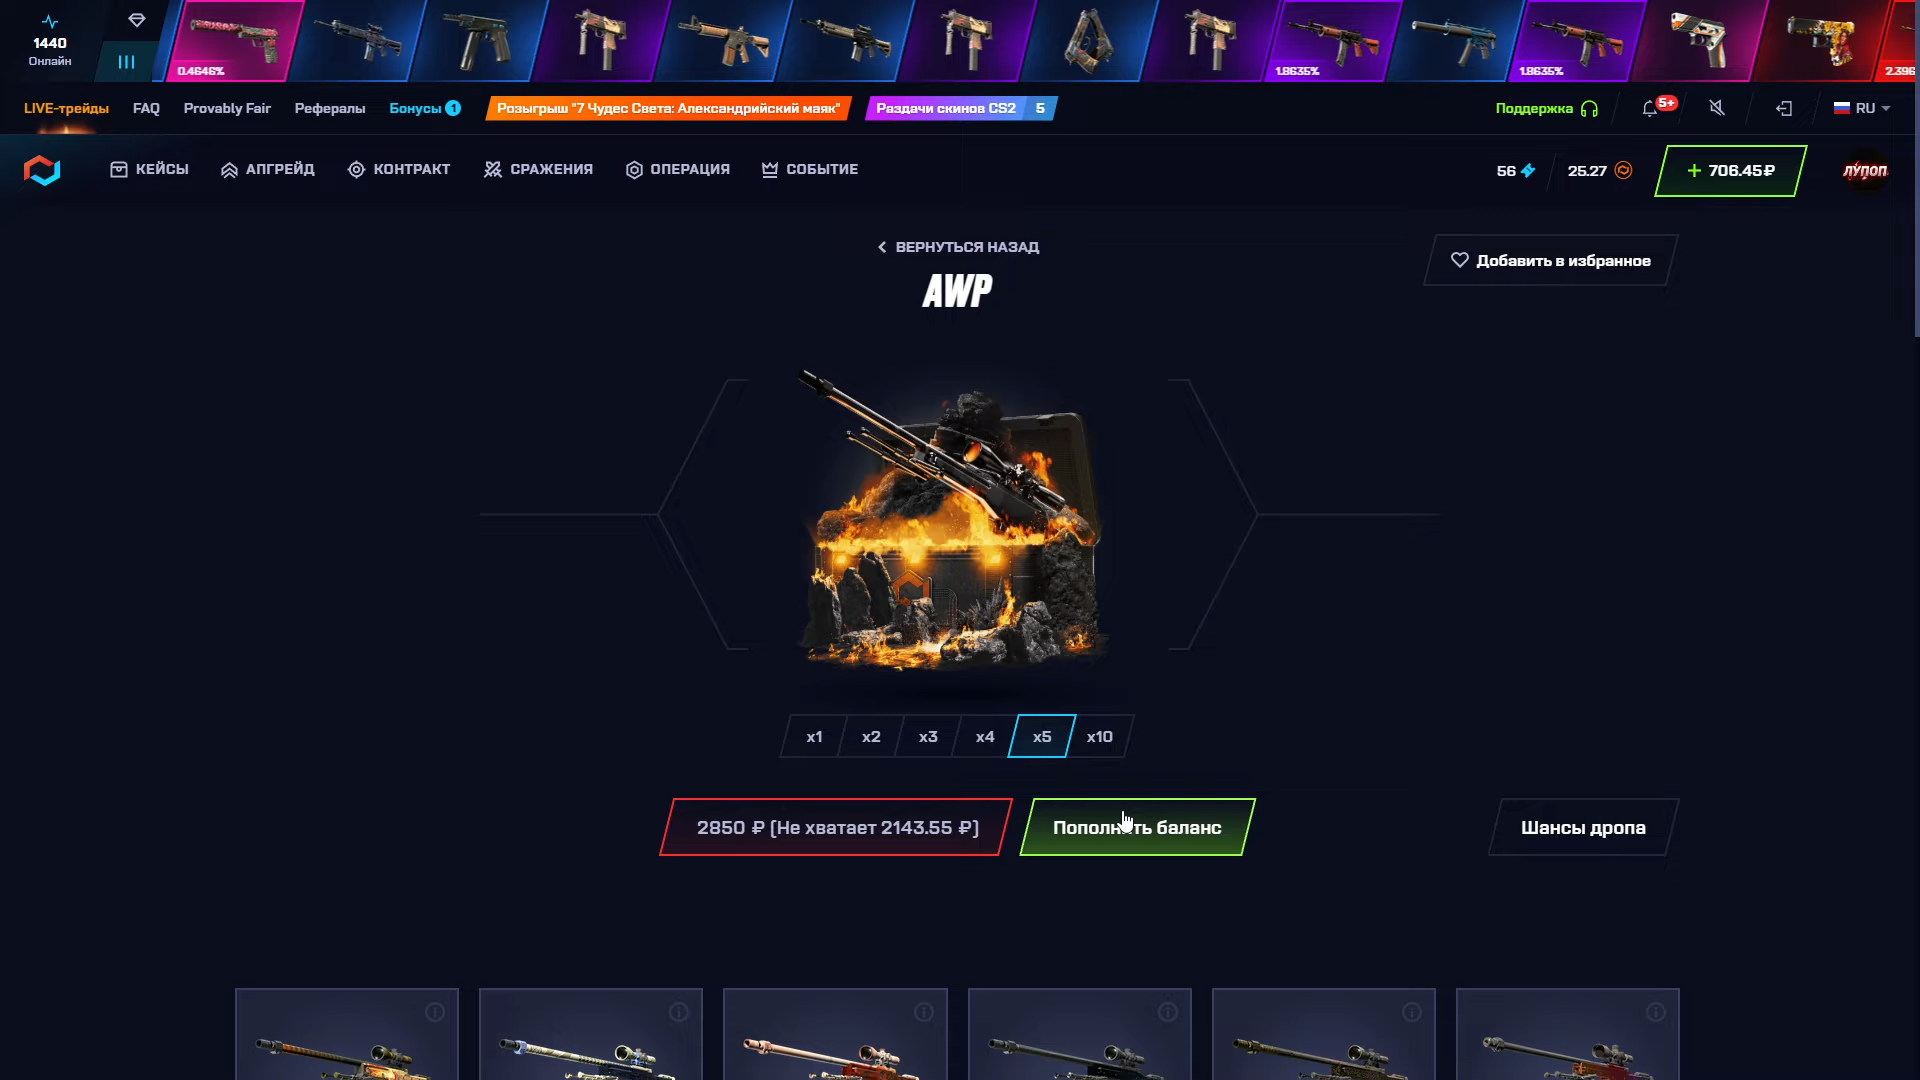 1440
Онлайн
0.4646%
1.8635%
1.8635%
2.396
LIVE-трейды
FAQ
Provably Fair
Рефералы
Бонусы 1
Розыгрыш "7 Чудес Света: Александрийский маяк"
Раздачи скинов CS2 5
Поддержка
5+
RU
КЕЙСЫ
АПГРЕЙД
КОНТРАКТ
СРАЖЕНИЯ
ОПЕРАЦИЯ
СОБЫТИЕ
56
25.27
+ 706.45 ₽
ЛУПОП
ВЕРНУТЬСЯ НАЗАД
Добавить в избранное
AWP
x1
x2
x3
x4
x5
x10
2850 ₽ (Не хватает 2143.55 ₽)
Пополнить баланс
Шансы дропа